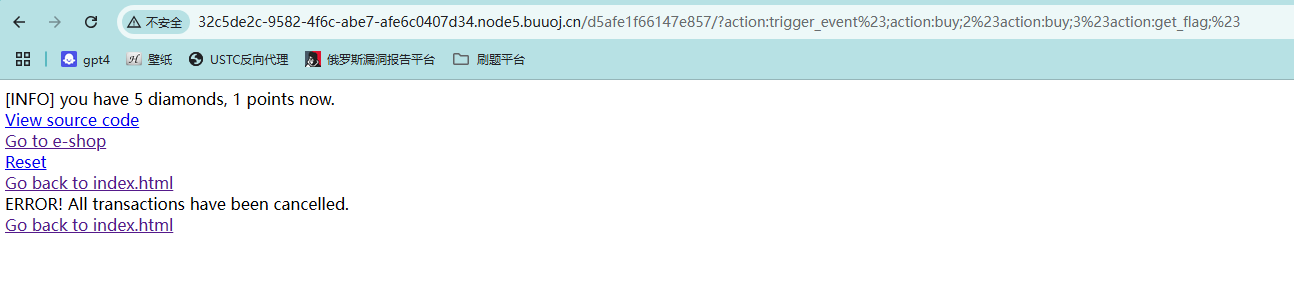 不安全 32c5de2c-9582-4f6c-abe7-afe6c0407d34.node5.buuoj.cn/d5afe1f66147e857/?action:trigger_event%23;action:buy;2%23action:buy;3%23action:get_flag;%23
gpt4 壁纸 USTC反向代理 俄罗斯漏洞报告平台 刷题平台
[INFO] you have 5 diamonds, 1 points now.
View source code
Go to e-shop
Reset
Go back to index.html
ERROR! All transactions have been cancelled.
Go back to index.html